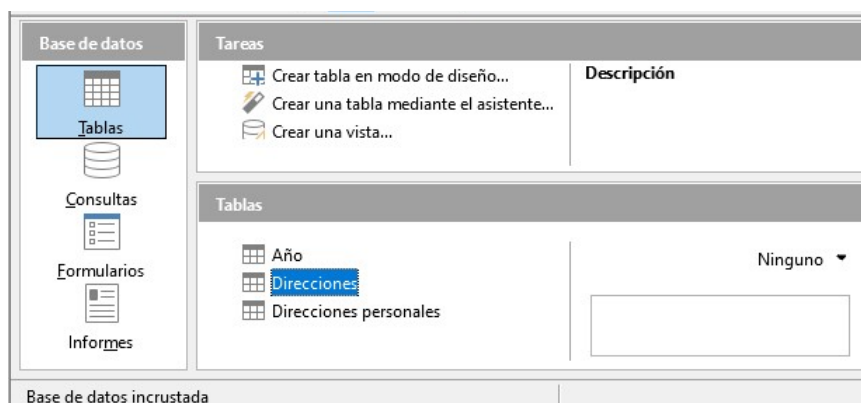 Base de datos
Tablas
Consultas
Formularios
Informes
Tareas
Crear tabla en modo de diseño...
Crear una tabla mediante el asistente...
Crear una vista...
Descripción
Tablas
Año
Direcciones
Direcciones personales
Ninguno
Base de datos incrustada